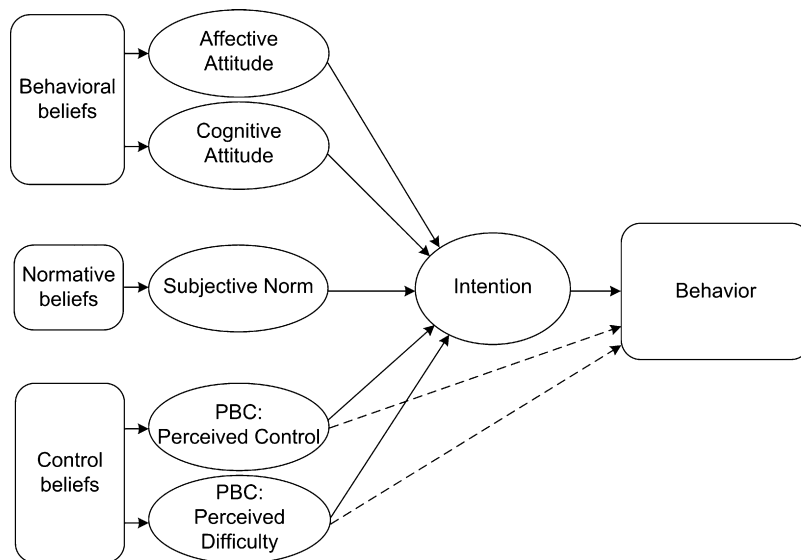 Behavioral
beliefs
Affective
Attitude
Cognitive
Attitude
Normative
beliefs
Subjective Norm
Intention
Behavior
Control
beliefs
PBC:
Perceived Control
PBC:
Perceived
Difficulty